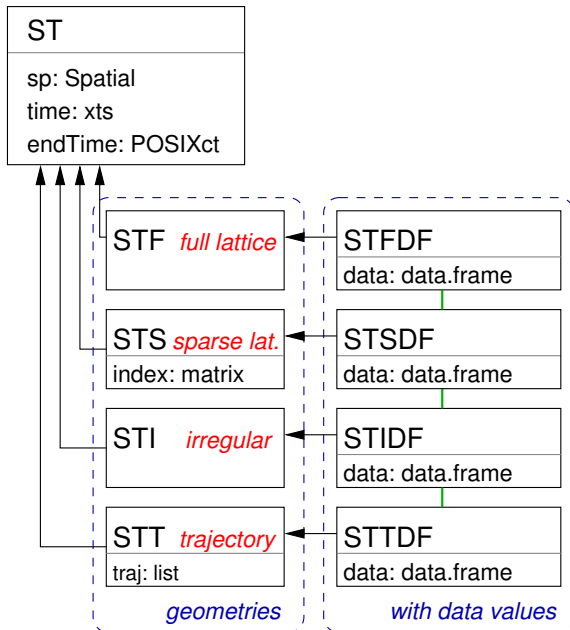 ST
sp: Spatial
time: xts
endTime: POSIXct
STF full lattice
STFDF
data: data.frame
STS sparse lat.
index: matrix
STSDF
data: data.frame
STI irregular
STIDF
data: data.frame
STT trajectory
traj: list
STTDF
data: data.frame
geometries
with data values